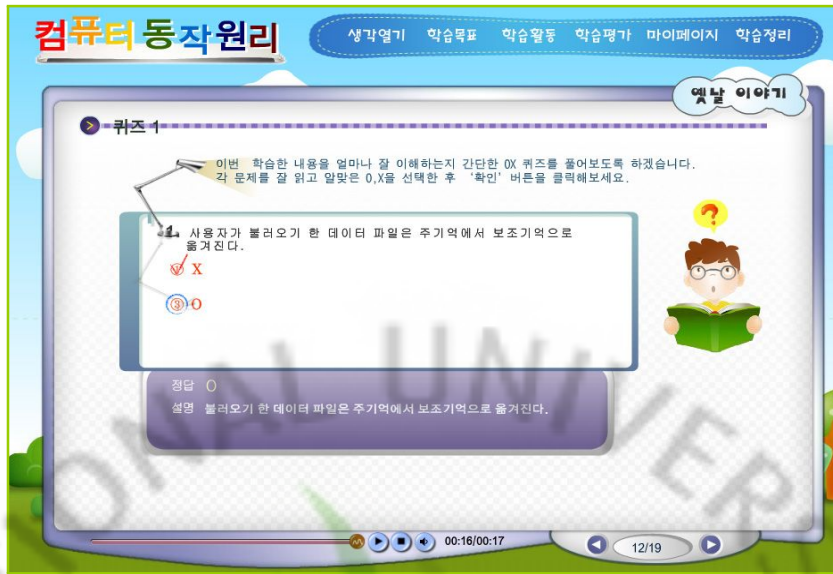 컴퓨터 동작원리
생각열기 학습목표 학습활동 학습평가 마이페이지 학습정리
옛날 이야기
퀴즈 1
이번 학습한 내용을 얼마나 잘 이해하는지 간단한 OX 퀴즈를 풀어보도록 하겠습니다.
각 문제를 잘 읽고 알맞은 O,X을 선택한 후 '확인'버튼을 클릭해보세요.
?
1. 사용자가 불러오기 한 데이터 파일은 주기억에서 보조기억으로
옮겨진다.
X
③ O
정답 O
설명 불러오기 한 데이터 파일은 주기억에서 보조기억으로 옮겨진다.
00:16/00:17
12/19
ONAL UNIVER